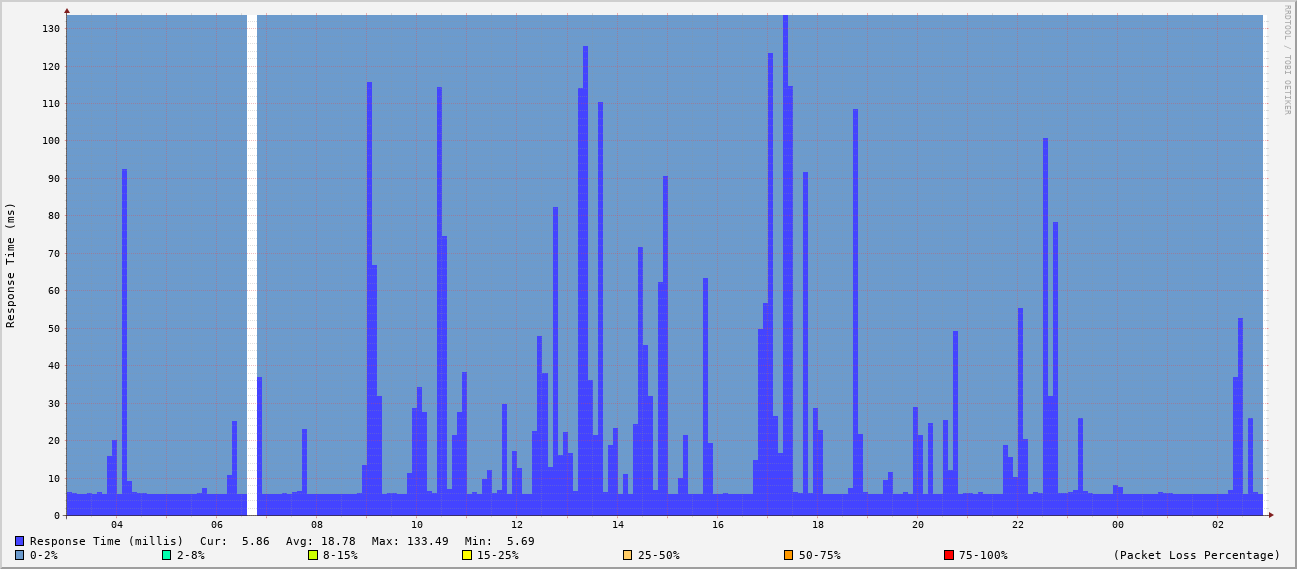 RRDTOOL / TOBI OETIKER
Response Time (ms)
130
120
110
100
90
80
70
60
50
40
30
20
10
0
04 06 08 10 12 14 16 18 20 22 00 02
Response Time (millis) Cur: 5.86 Avg: 18.78 Max: 133.49 Min: 5.69
0-2% 2-8% 8-15% 15-25% 25-50% 50-75% 75-100% (Packet Loss Percentage)